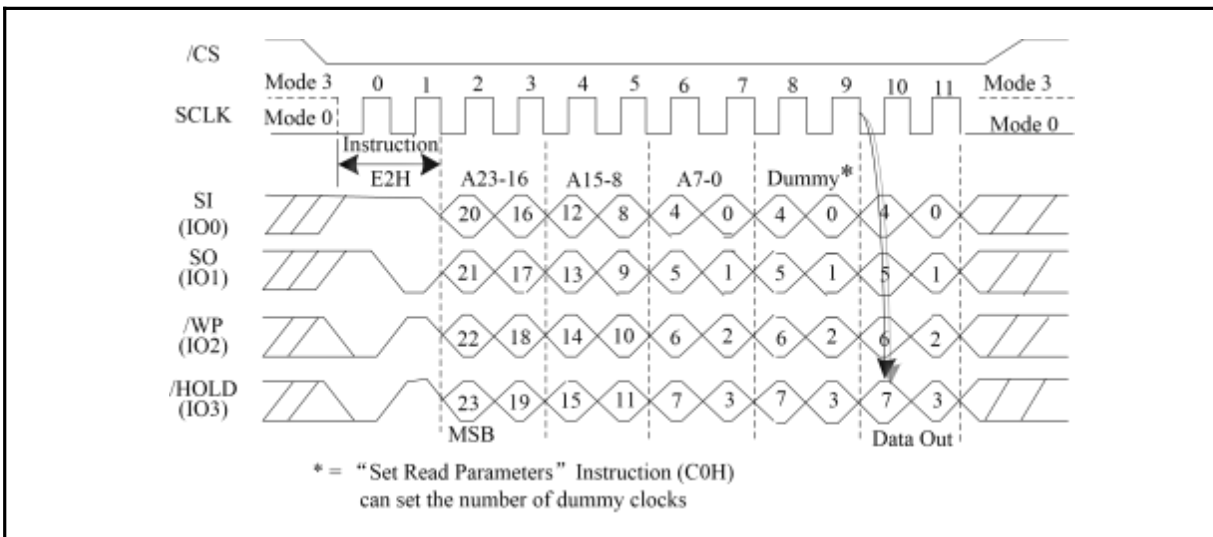 /CS
Mode 3 0 1 2 3 4 5 6 7 8 9 10 11 Mode 3
SCLK Mode 0 Mode 0
Instruction
E2H A23-16 A15-8 A7-0 Dummy*
SI
(IO0) 20 16 12 8 4 0 4 0 4 0
SO
(IO1) 21 17 13 9 5 1 5 1 5 1
/WP
(IO2) 22 18 14 10 6 2 6 2 6 2
/HOLD
(IO3) 23 19 15 11 7 3 7 3 7 3
MSB Data Out
* = “Set Read Parameters” Instruction (C0H)
can set the number of dummy clocks